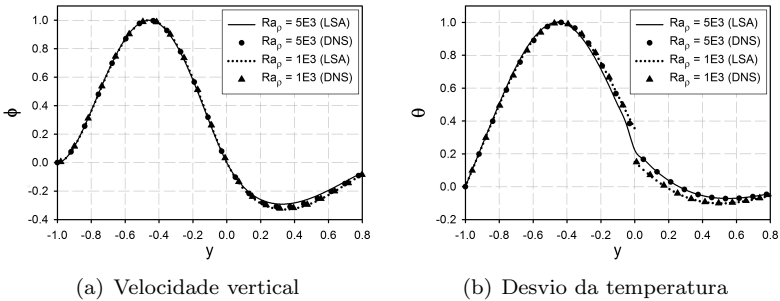 1.0
0.8
0.6
0.4
0.2
0.0
-0.2
-0.4
ϕ
Raρ = 5E3 (LSA)
Raρ = 5E3 (DNS)
Raρ = 1E3 (LSA)
Raρ = 1E3 (DNS)
-1.0 -0.8 -0.6 -0.4 -0.2 0.0 0.2 0.4 0.6 0.8
y
(a) Velocidade vertical
1.0
0.8
0.6
0.4
0.2
0.0
-0.2
θ
Raρ = 5E3 (LSA)
Raρ = 5E3 (DNS)
Raρ = 1E3 (LSA)
Raρ = 1E3 (DNS)
-1.0 -0.8 -0.6 -0.4 -0.2 0.0 0.2 0.4 0.6 0.8
y
(b) Desvio da temperatura